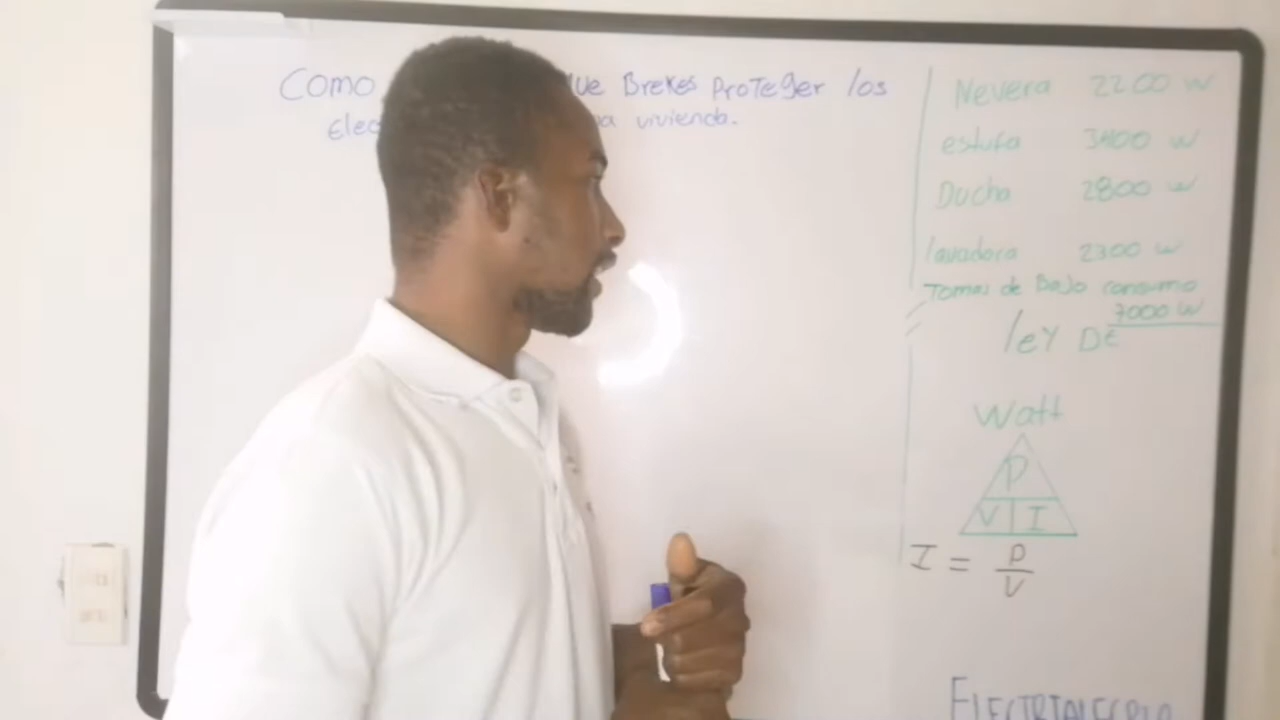 Como ue Brekes ProTeger los
Elec a vivienda.
Nevera 2200 W
estufa 3400 W
Ducha 2800 W
lavadora 2300 W
Tomas de Bajo consumo
7000 W
ley DE
Watt
P
V I
I = P
V